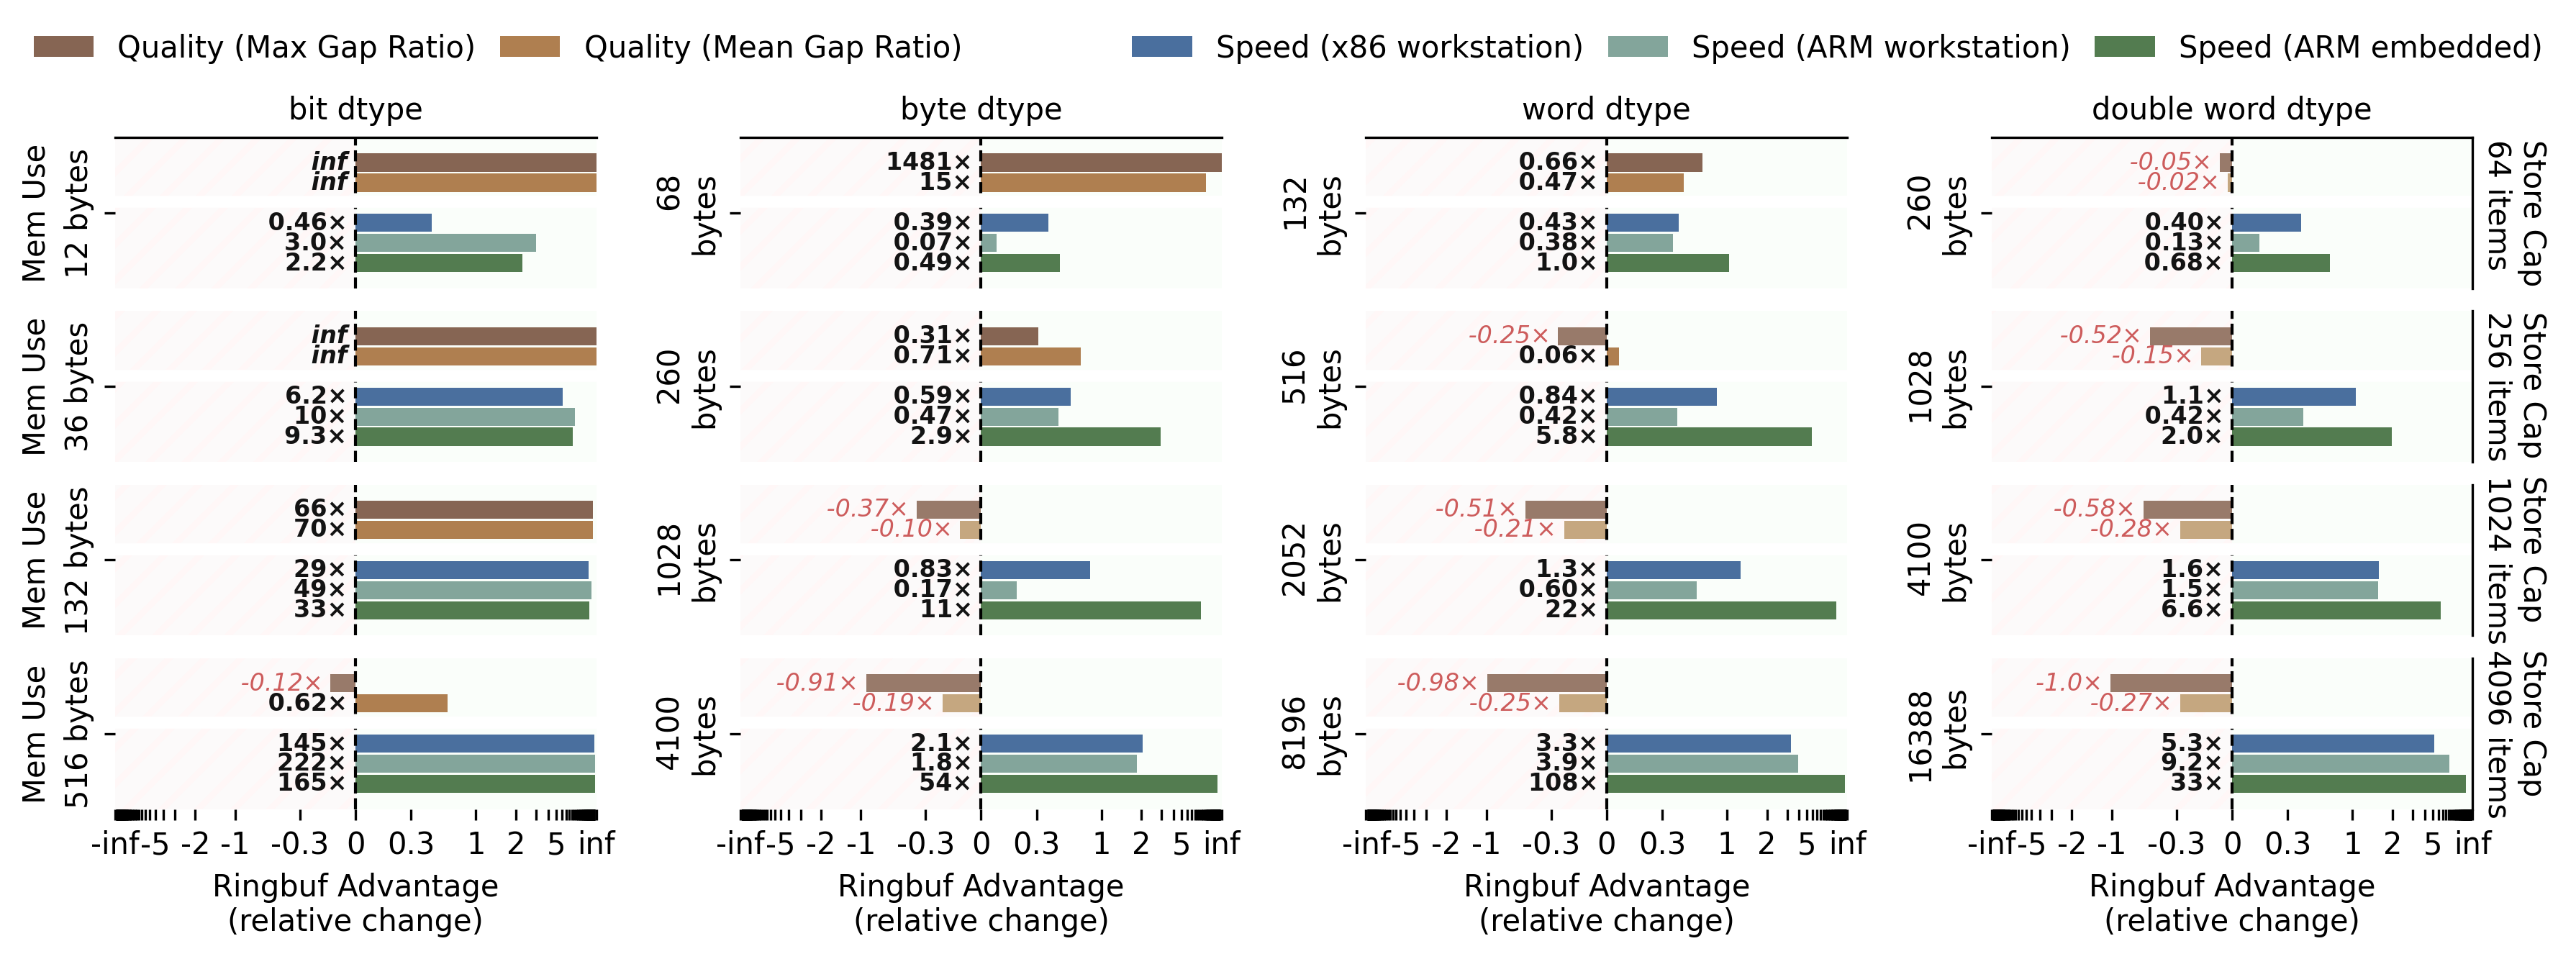 Quality (Max Gap Ratio) Quality (Mean Gap Ratio) Speed (x86 workstation) Speed (ARM workstation) Speed (ARM embedded)
bit dtype byte dtype word dtype double word dtype
Mem Use
12 bytes
inf
inf
0.46×
3.0×
2.2×
68
bytes
1481×
15×
0.39×
0.07×
0.49×
132
bytes
0.66×
0.47×
0.43×
0.38×
1.0×
260
bytes
-0.05×
-0.02×
0.40×
0.13×
0.68×
Store Cap
64 items
Mem Use
36 bytes
inf
inf
6.2×
10×
9.3×
260
bytes
0.31×
0.71×
0.59×
0.47×
2.9×
516
bytes
-0.25×
0.06×
0.84×
0.42×
5.8×
1028
bytes
-0.52×
-0.15×
1.1×
0.42×
2.0×
Store Cap
256 items
Mem Use
132 bytes
66×
70×
29×
49×
33×
1028
bytes
-0.37×
-0.10×
0.83×
0.17×
11×
2052
bytes
-0.51×
-0.21×
1.3×
0.60×
22×
4100
bytes
-0.58×
-0.28×
1.6×
1.5×
6.6×
Store Cap
1024 items
Mem Use
516 bytes
-0.12×
0.62×
145×
222×
165×
4100
bytes
-0.91×
-0.19×
2.1×
1.8×
54×
8196
bytes
-0.98×
-0.25×
3.3×
3.9×
108×
16388
bytes
-1.0×
-0.27×
5.3×
9.2×
33×
Store Cap
4096 items
-inf -5 -2 -1 -0.3 0 0.3 1 2 5 inf
-inf -5 -2 -1 -0.3 0 0.3 1 2 5 inf
-inf -5 -2 -1 -0.3 0 0.3 1 2 5 inf
-inf -5 -2 -1 -0.3 0 0.3 1 2 5 inf
Ringbuf Advantage
(relative change)
Ringbuf Advantage
(relative change)
Ringbuf Advantage
(relative change)
Ringbuf Advantage
(relative change)